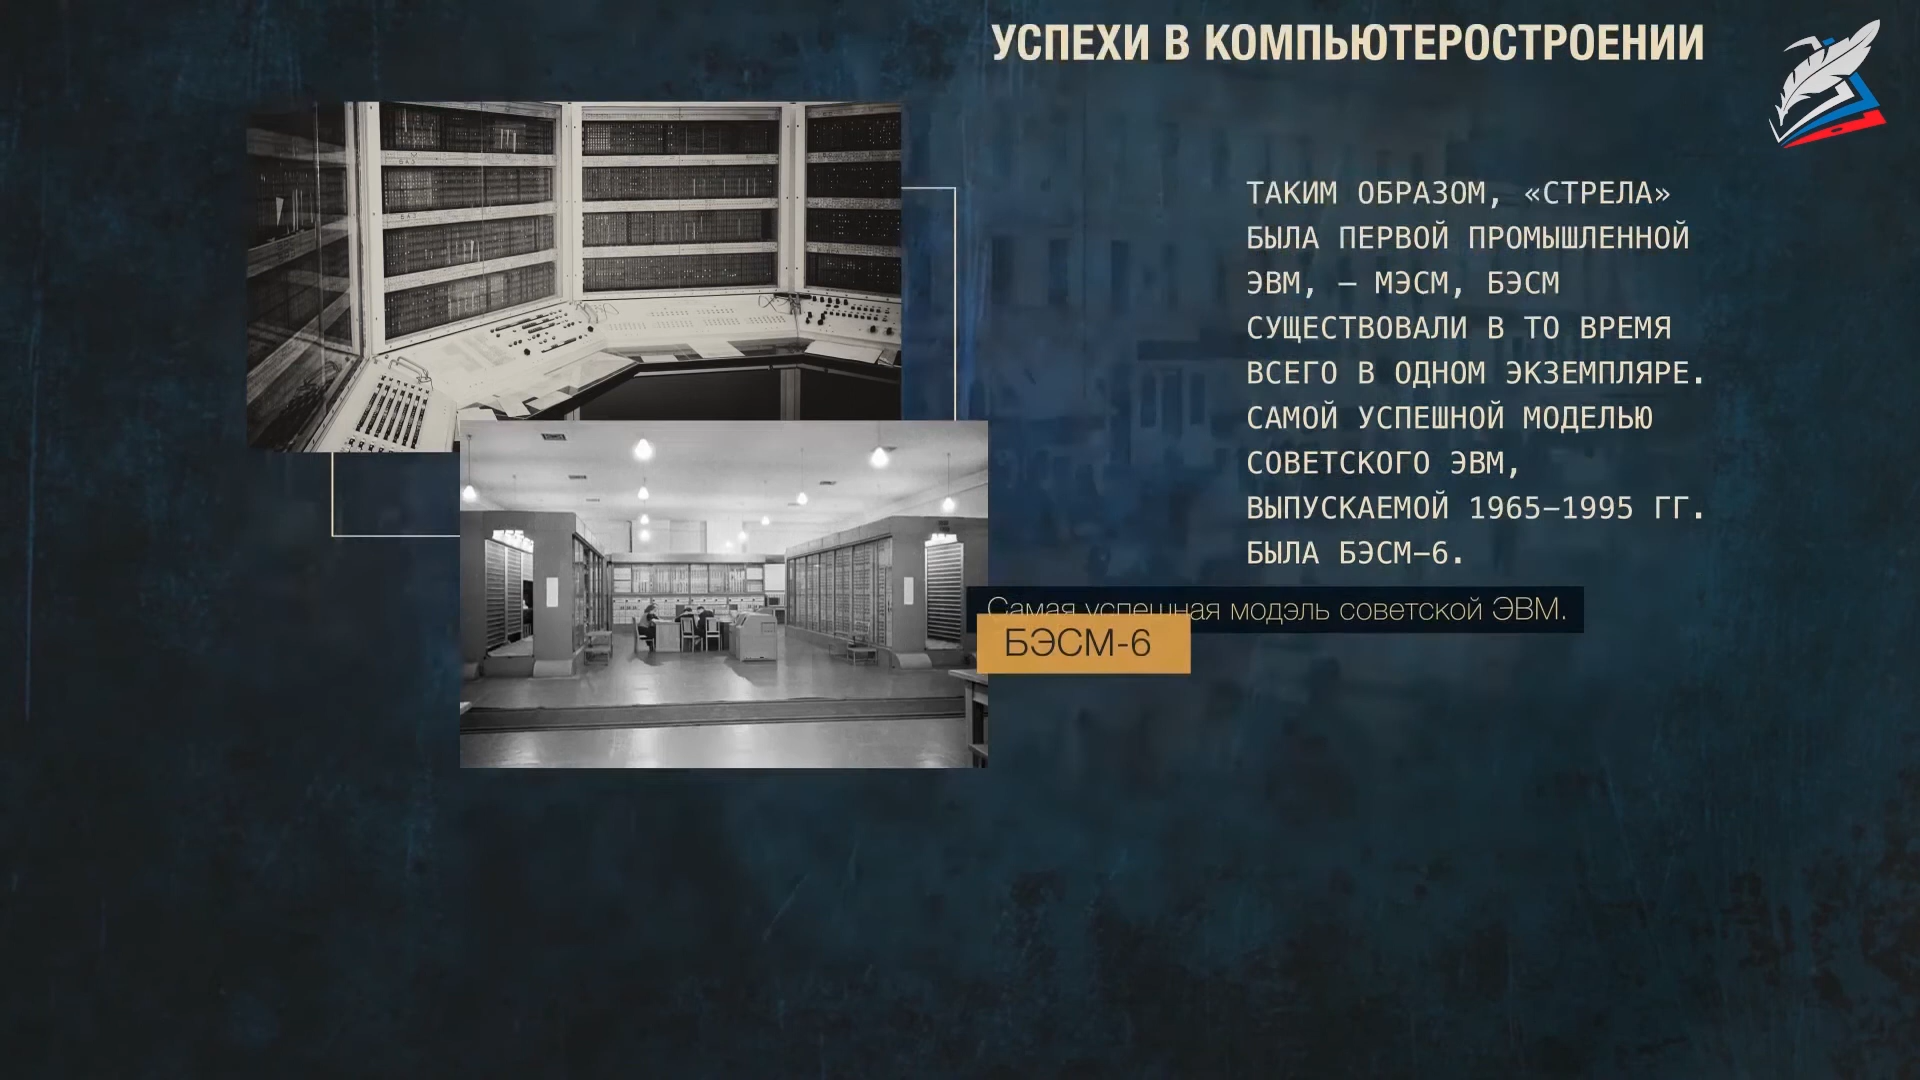 УСПЕХИ В КОМПЬЮТЕРОСТРОЕНИИ
ТАКИМ ОБРАЗОМ, «СТРЕЛА»
БЫЛА ПЕРВОЙ ПРОМЫШЛЕННОЙ
ЭВМ, – МЭСМ, БЭСМ
СУЩЕСТВОВАЛИ В ТО ВРЕМЯ
ВСЕГО В ОДНОМ ЭКЗЕМПЛЯРЕ.
САМОЙ УСПЕШНОЙ МОДЕЛЬЮ
СОВЕТСКОГО ЭВМ,
ВЫПУСКАЕМОЙ 1965–1995 ГГ.
БЫЛА БЭСМ–6.
Самая успешная модэль советской ЭВМ.
БЭСМ-6